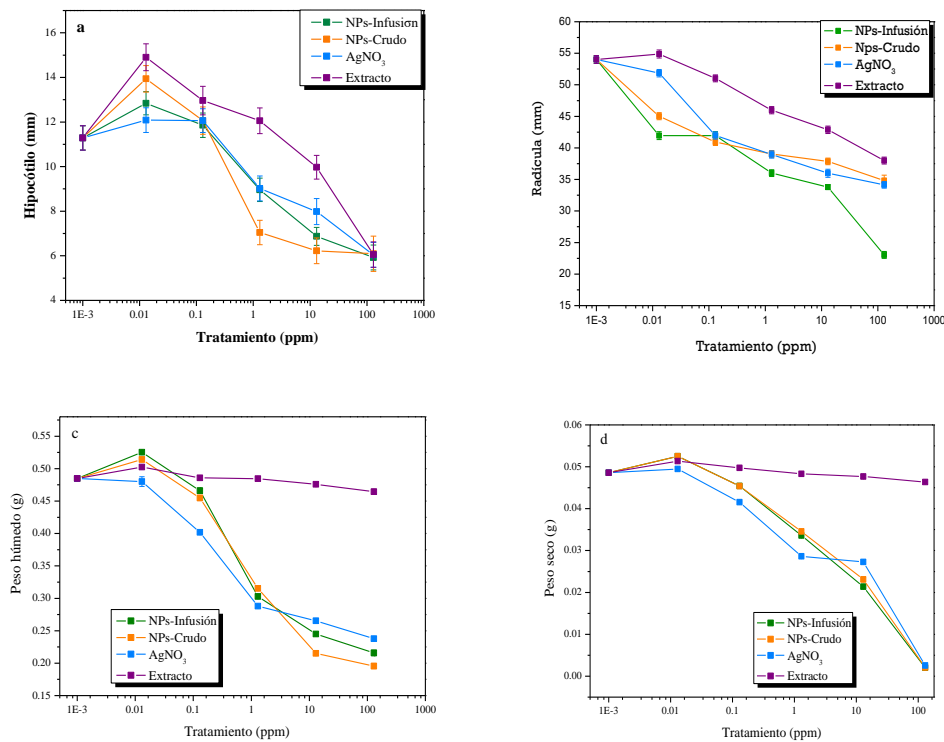 a
NPs-Infusión
NPs-Crudo
AgNO₃
Extracto
16
14
12
10
8
6
4
Hipocótilo (mm)
1E-3 0.01 0.1 1 10 100 1000
Tratamiento (ppm)
NPs-Infusión
Nps-Crudo
AgNO₃
Extracto
60
55
50
45
40
35
30
25
20
15
Radícula (mm)
1E-3 0.01 0.1 1 10 100 1000
Tratamiento (ppm)
c
0.55
0.50
0.45
0.40
0.35
0.30
0.25
0.20
0.15
Peso húmedo (g)
NPs-Infusión
NPs-Crudo
AgNO₃
Extracto
1E-3 0.01 0.1 1 10 100 1000
Tratamiento (ppm)
d
0.06
0.05
0.04
0.03
0.02
0.01
0.00
Peso seco (g)
NPs-Infusión
NPs-Crudo
AgNO₃
Extracto
1E-3 0.01 0.1 1 10 100
Tratamiento (ppm)